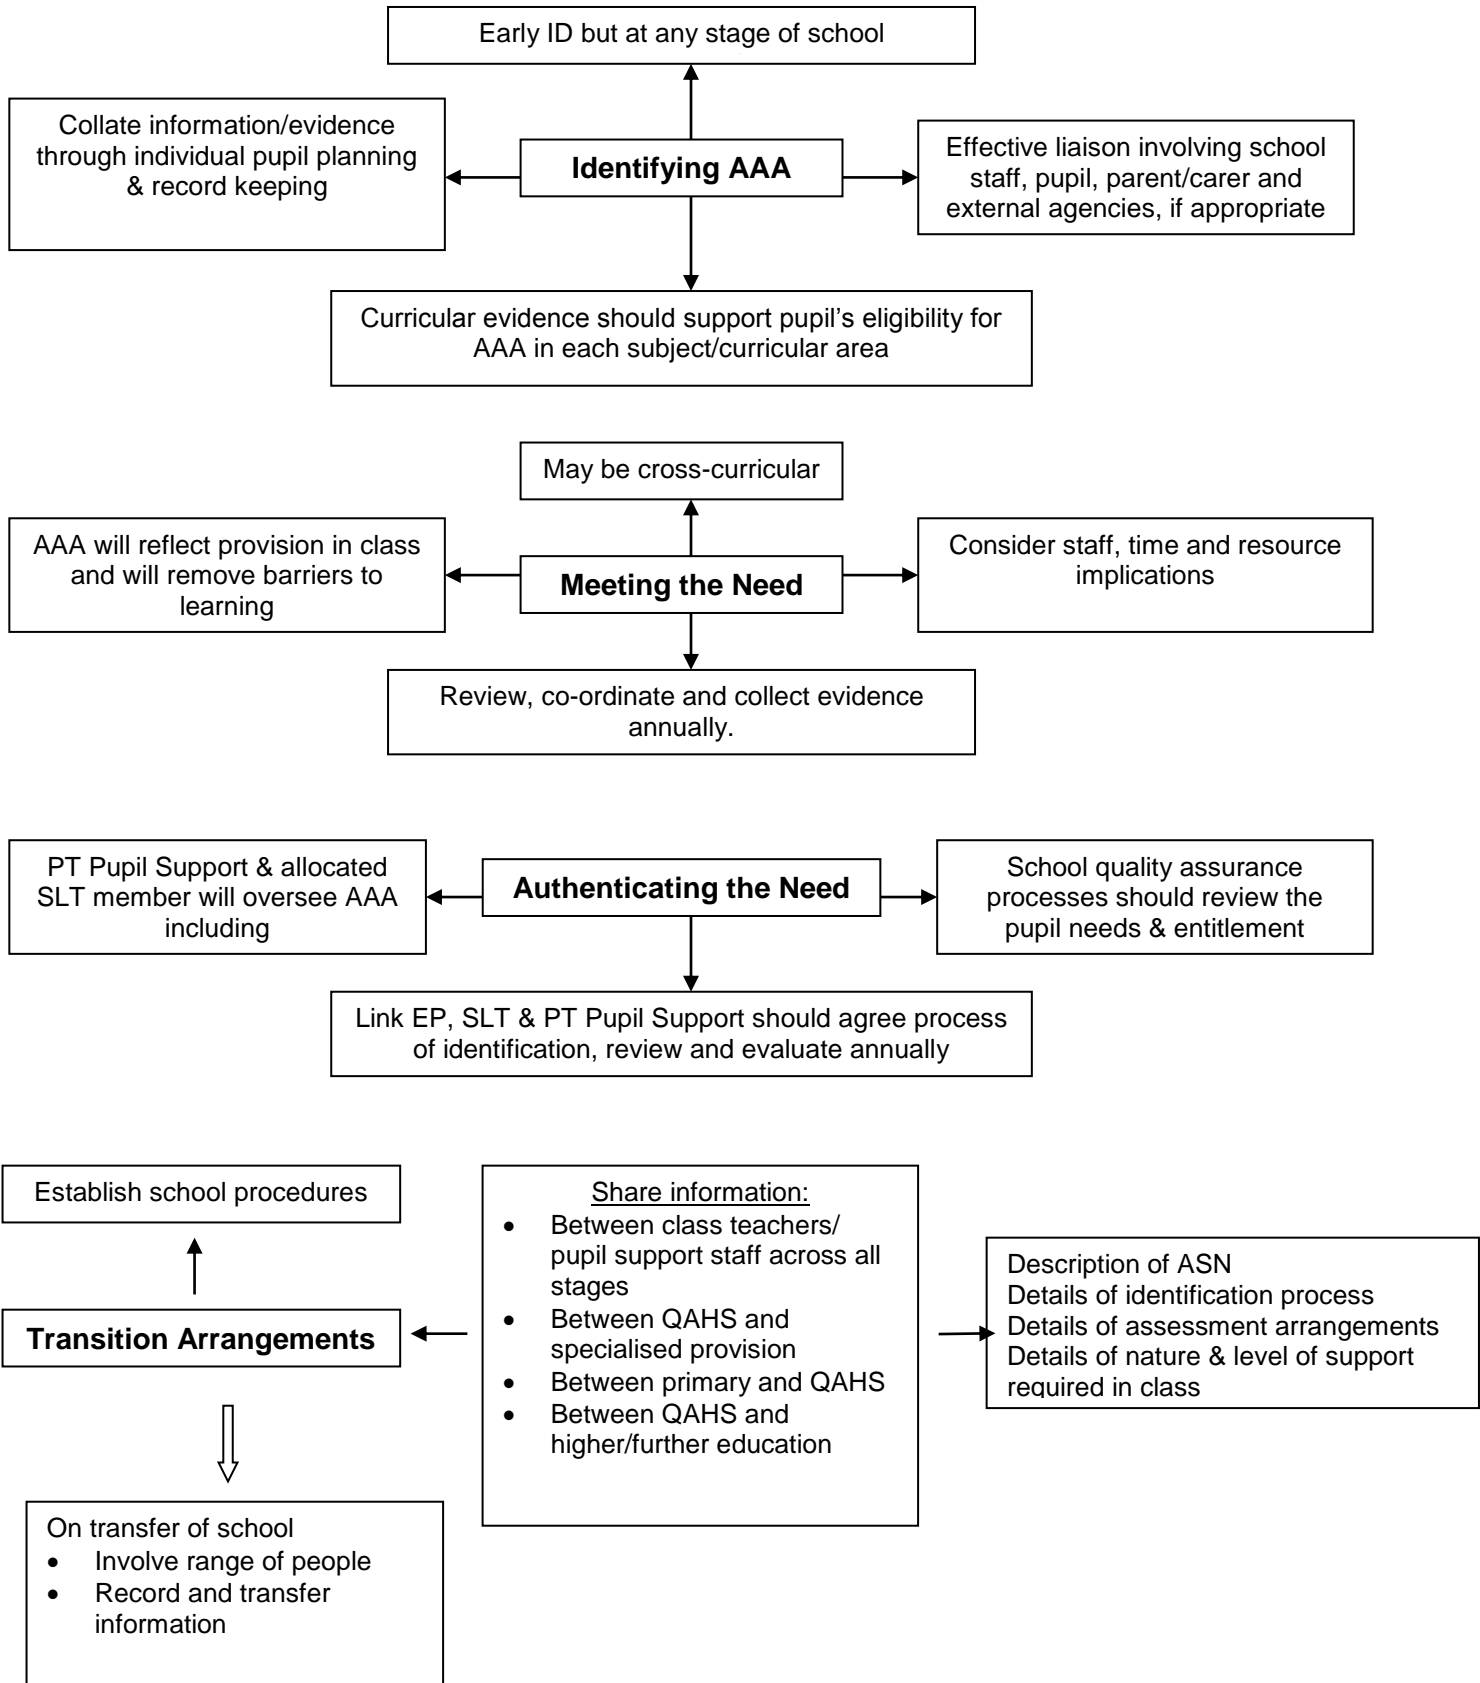 Early ID but at any stage of school
Collate information/evidence
through individual pupil planning
& record keeping
Identifying AAA
Effective liaison involving school
staff, pupil, parent/carer and
external agencies, if appropriate
Curricular evidence should support pupil’s eligibility for
AAA in each subject/curricular area
May be cross-curricular
AAA will reflect provision in class
and will remove barriers to
learning
Meeting the Need
Consider staff, time and resource
implications
Review, co-ordinate and collect evidence
annually.
PT Pupil Support & allocated
SLT member will oversee AAA
including
Authenticating the Need
School quality assurance
processes should review the
pupil needs & entitlement
Link EP, SLT & PT Pupil Support should agree process
of identification, review and evaluate annually
Establish school procedures
Transition Arrangements
Share information:
• Between class teachers/
pupil support staff across all
stages
• Between QAHS and
specialised provision
• Between primary and QAHS
• Between QAHS and
higher/further education
Description of ASN
Details of identification process
Details of assessment arrangements
Details of nature & level of support
required in class
On transfer of school
• Involve range of people
• Record and transfer
information